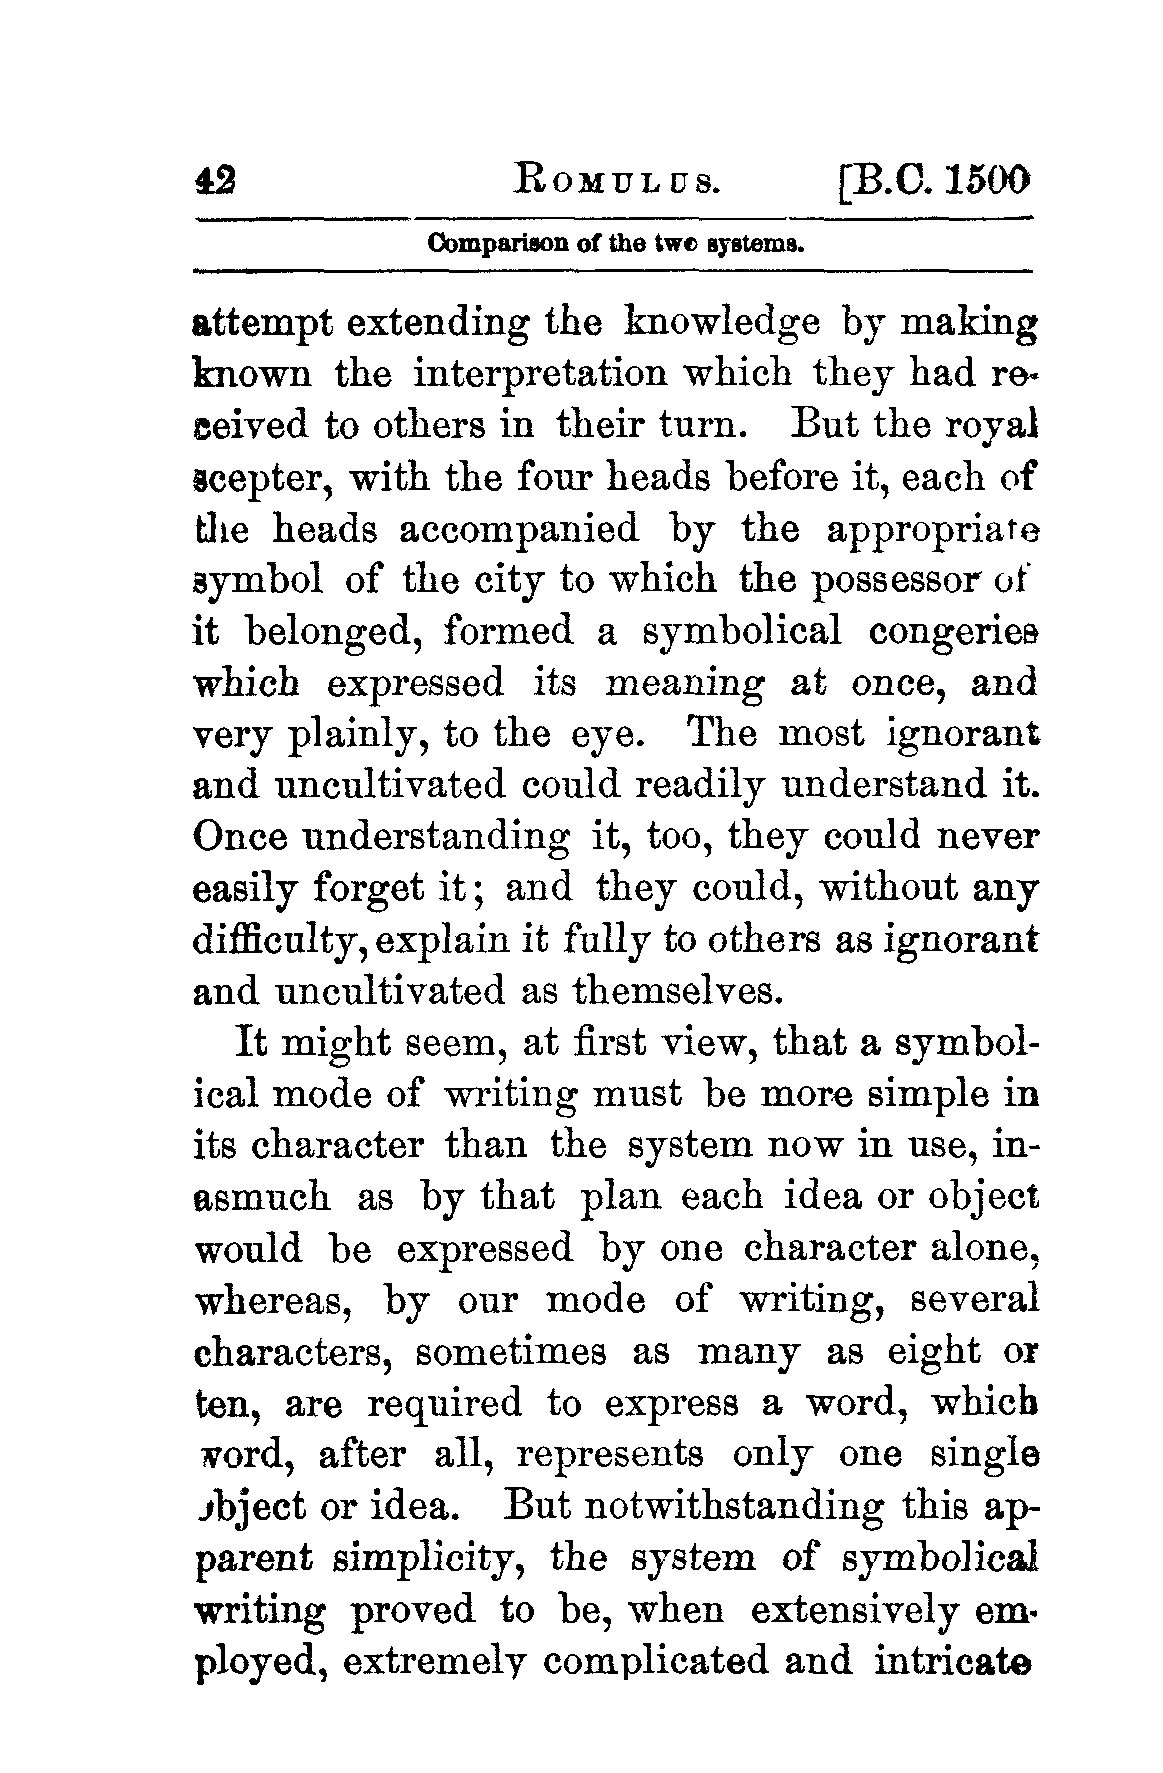 42 ROMULUS. [B.C. 1500
Comparison of the two systems.
attempt extending the knowledge by making
known the interpretation which they had re-
ceived to others in their turn. But the royal
scepter, with the four heads before it, each of
the heads accompanied by the appropriate
symbol of the city to which the possessor of
it belonged, formed a symbolical congeries
which expressed its meaning at once, and
very plainly, to the eye. The most ignorant
and uncultivated could readily understand it.
Once understanding it, too, they could never
easily forget it; and they could, without any
difficulty, explain it fully to others as ignorant
and uncultivated as themselves.
It might seem, at first view, that a symbol-
ical mode of writing must be more simple in
its character than the system now in use, in-
asmuch as by that plan each idea or object
would be expressed by one character alone,
whereas, by our mode of writing, several
characters, sometimes as many as eight or
ten, are required to express a word, which
word, after all, represents only one single
object or idea. But notwithstanding this ap-
parent simplicity, the system of symbolical
writing proved to be, when extensively em-
ployed, extremely complicated and intricate